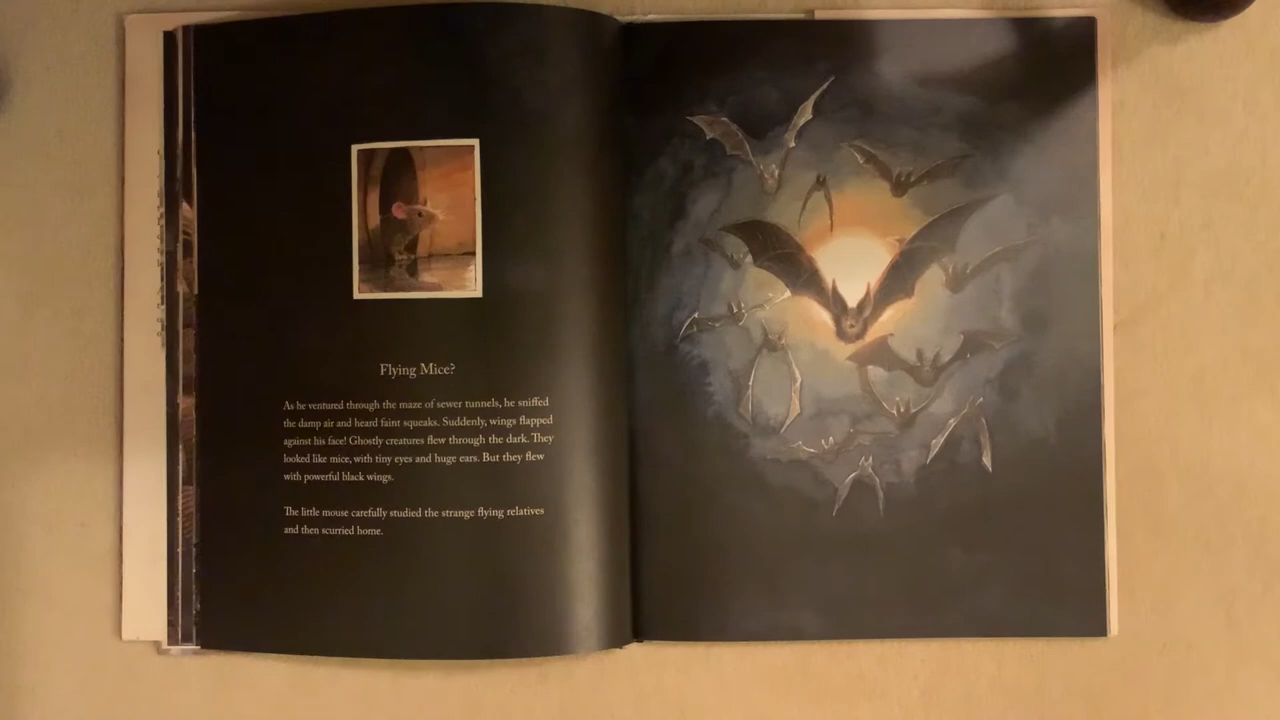 Flying Mice?
As he ventured through the maze of sewer tunnels, he sniffed
the damp air and heard faint squeaks. Suddenly, wings flapped
against his face! Ghostly creatures flew through the dark. They
looked like mice, with tiny eyes and huge ears. But they flew
with powerful black wings.
The little mouse carefully studied the strange flying relatives
and then scurried home.